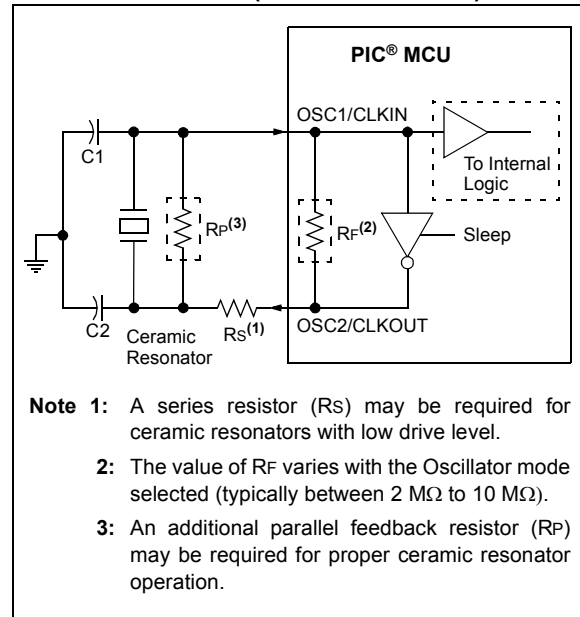 PIC® MCU
OSC1/CLKIN
C1
To Internal
Logic
RP(3)
RF(2)
Sleep
C2
Ceramic
Resonator
RS(1)
OSC2/CLKOUT
Note 1: A series resistor (RS) may be required for
ceramic resonators with low drive level.
2: The value of RF varies with the Oscillator mode
selected (typically between 2 MΩ to 10 MΩ).
3: An additional parallel feedback resistor (RP)
may be required for proper ceramic resonator
operation.